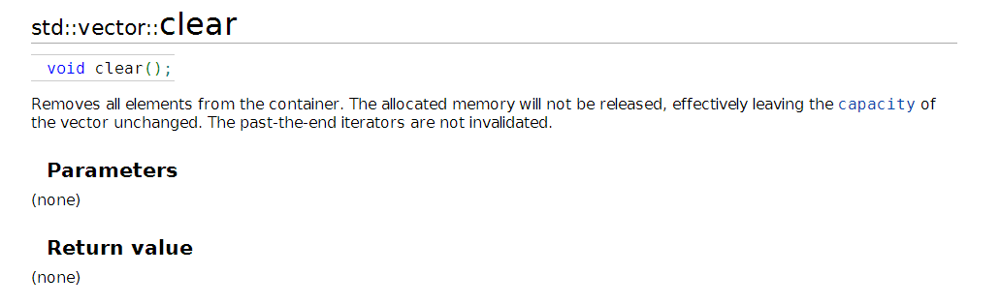 std::vector::clear
void clear();
Removes all elements from the container. The allocated memory will not be released, effectively leaving the capacity of
the vector unchanged. The past-the-end iterators are not invalidated.
Parameters
(none)
Return value
(none)